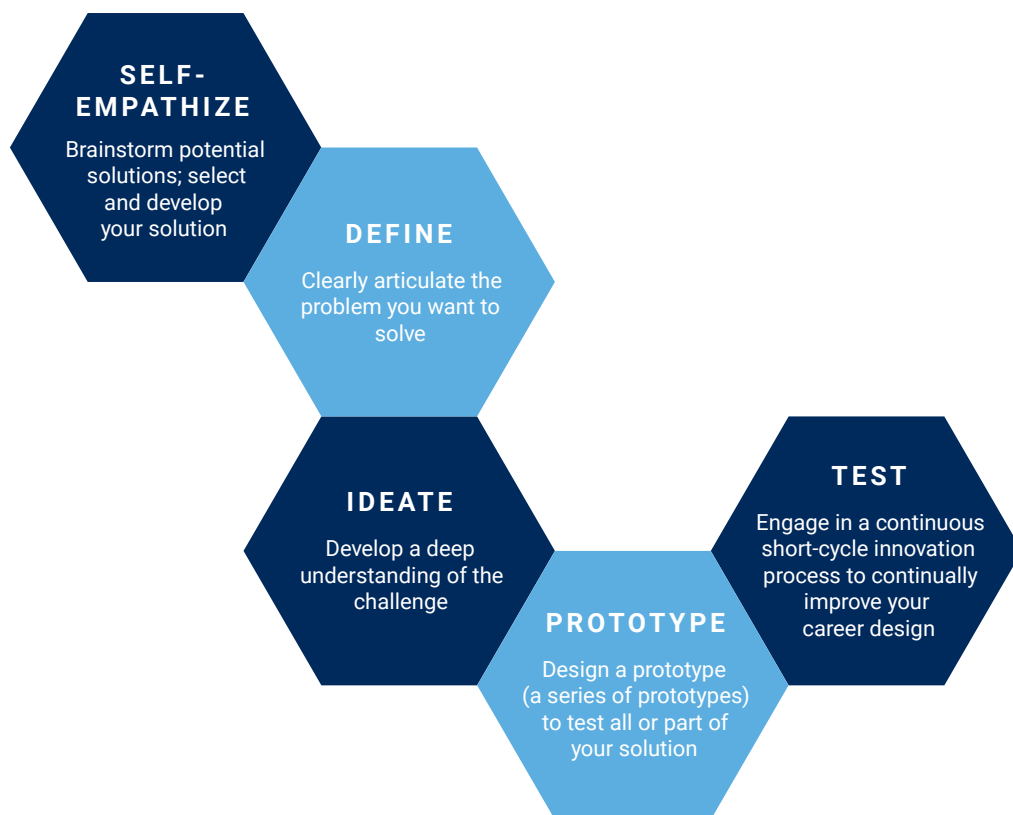 SELF-
EMPATHIZE
Brainstorm potential
solutions; select
and develop
your solution
DEFINE
Clearly articulate the
problem you want to
solve
IDEATE
Develop a deep
understanding of the
challenge
PROTOTYPE
Design a prototype
(a series of prototypes)
to test all or part of
your solution
TEST
Engage in a continuous
short-cycle innovation
process to continually
improve your
career design